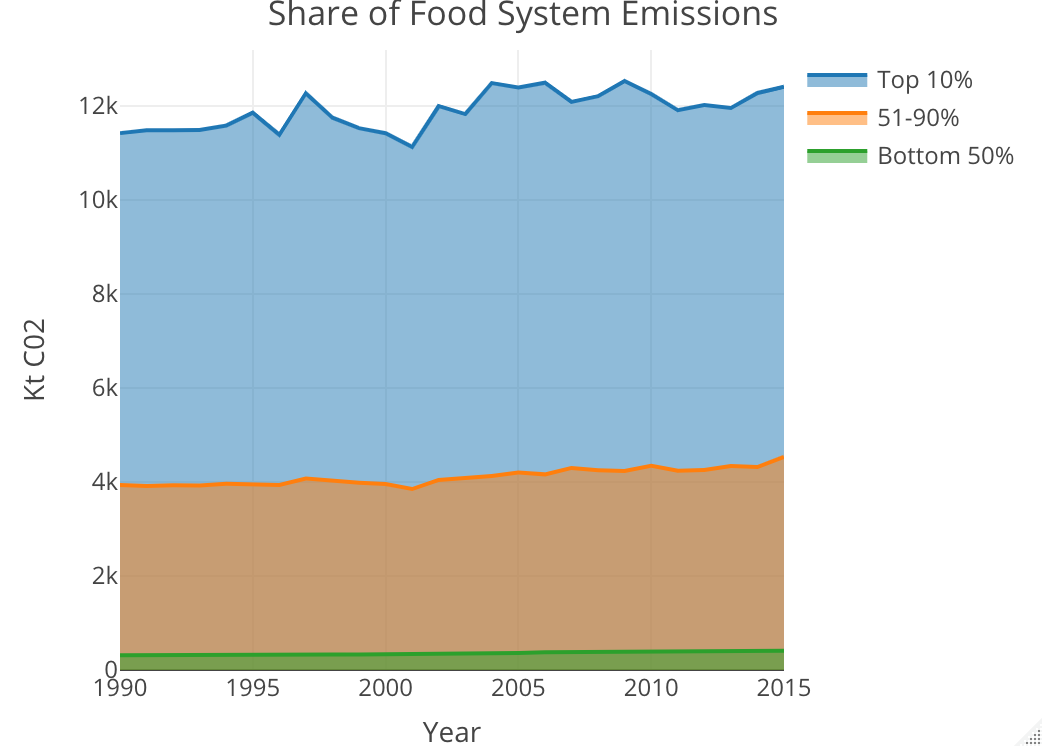 Share of Food System Emissions
Top 10%
51-90%
Bottom 50%
12k
10k
8k
6k
4k
2k
0
Kt C02
1990 1995 2000 2005 2010 2015
Year